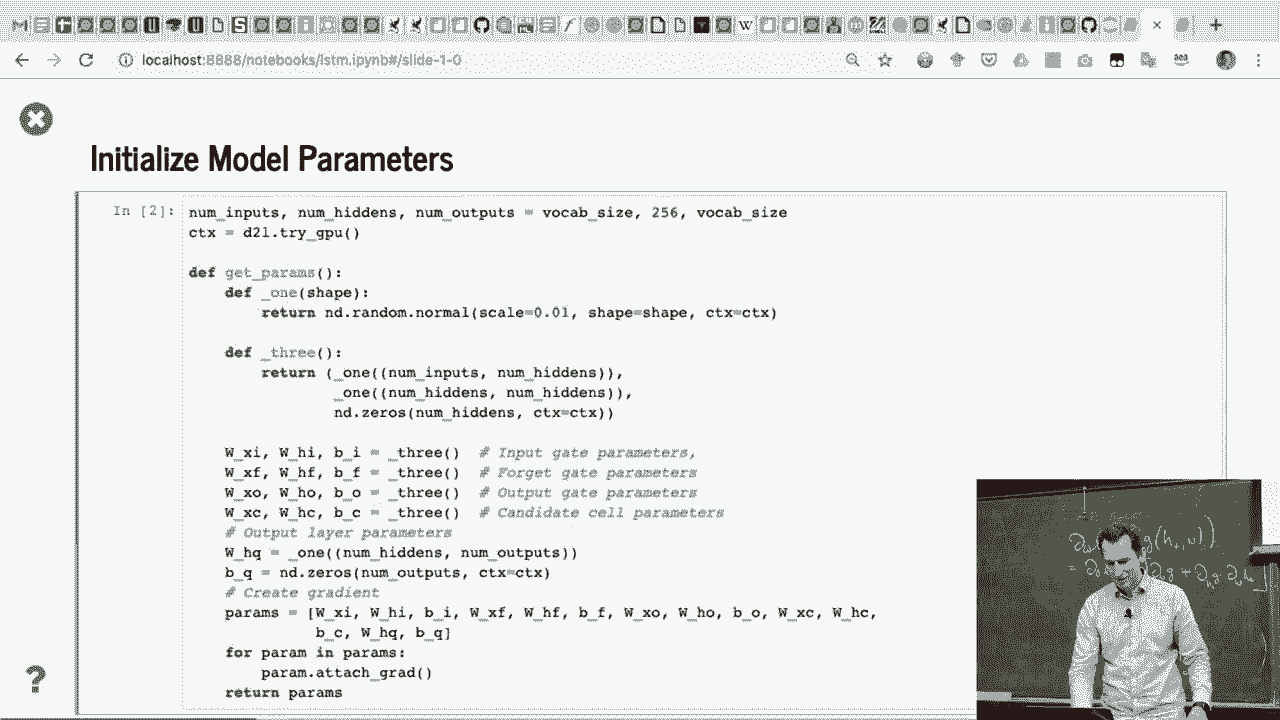 localhost:8888/notebooks/lstm.ipynb#/slide-1-0
Initialize Model Parameters
In [2]:
num_inputs, num_hiddens, num_outputs = vocab_size, 256, vocab_size
ctx = d2l.try_gpu()
def get_params():
def _one(shape):
return nd.random.normal(scale=0.01, shape=shape, ctx=ctx)
def _three():
return (_one((num_inputs, num_hiddens)),
_one((num_hiddens, num_hiddens)),
nd.zeros(num_hiddens, ctx=ctx))
W_xi, W_hi, b_i = _three()  # Input gate parameters,
W_xf, W_hf, b_f = _three()  # Forget gate parameters
W_xo, W_ho, b_o = _three()  # Output gate parameters
W_xc, W_hc, b_c = _three()  # Candidate cell parameters
# Output layer parameters
W_hq = _one((num_hiddens, num_outputs))
b_q = nd.zeros(num_outputs, ctx=ctx)
# Create gradient
params = [W_xi, W_hi, b_i, W_xf, W_hf, b_f, W_xo, W_ho, b_o, W_xc, W_hc,
b_c, W_hq, b_q]
for param in params:
param.attach_grad()
return params
?